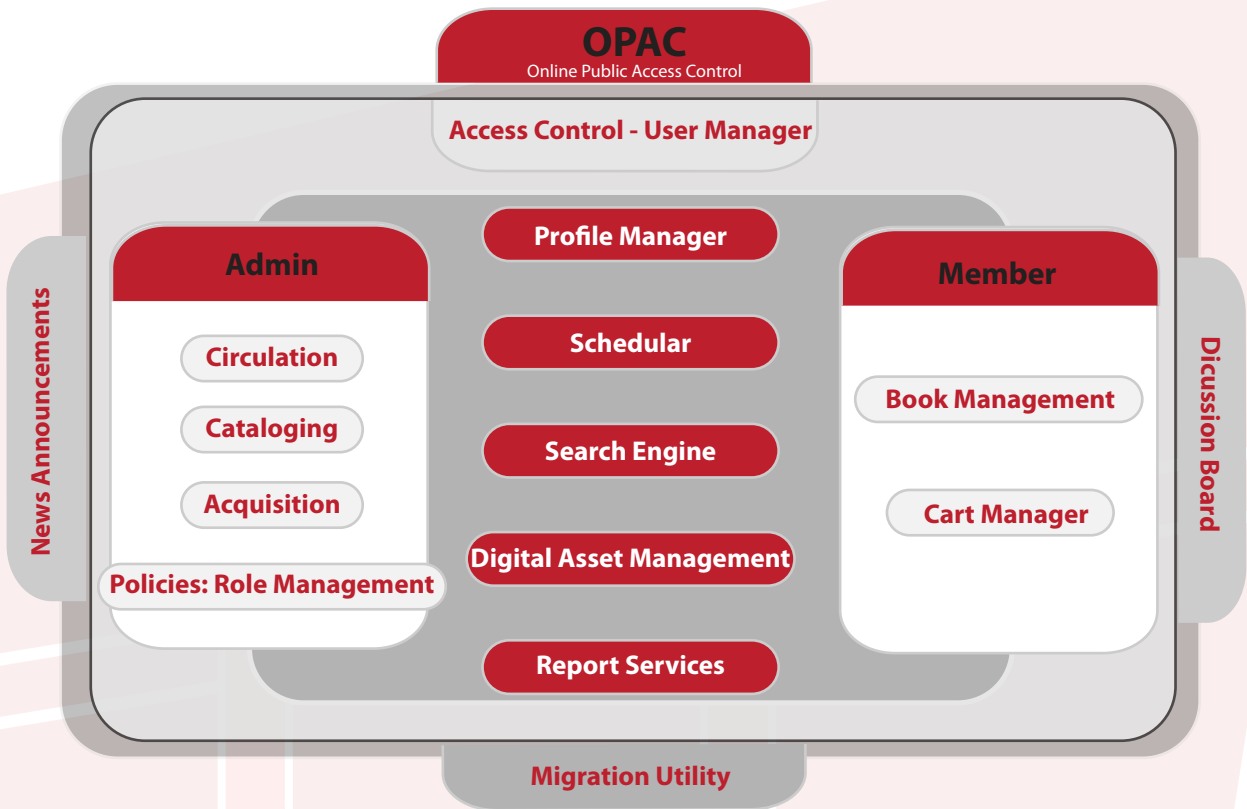 OPAC
Online Public Access Control
Access Control - User Manager
News Announcements
Admin
Circulation
Cataloging
Acquisition
Policies: Role Management
Profile Manager
Schedular
Search Engine
Digital Asset Management
Report Services
Member
Book Management
Cart Manager
Dicussion Board
Migration Utility